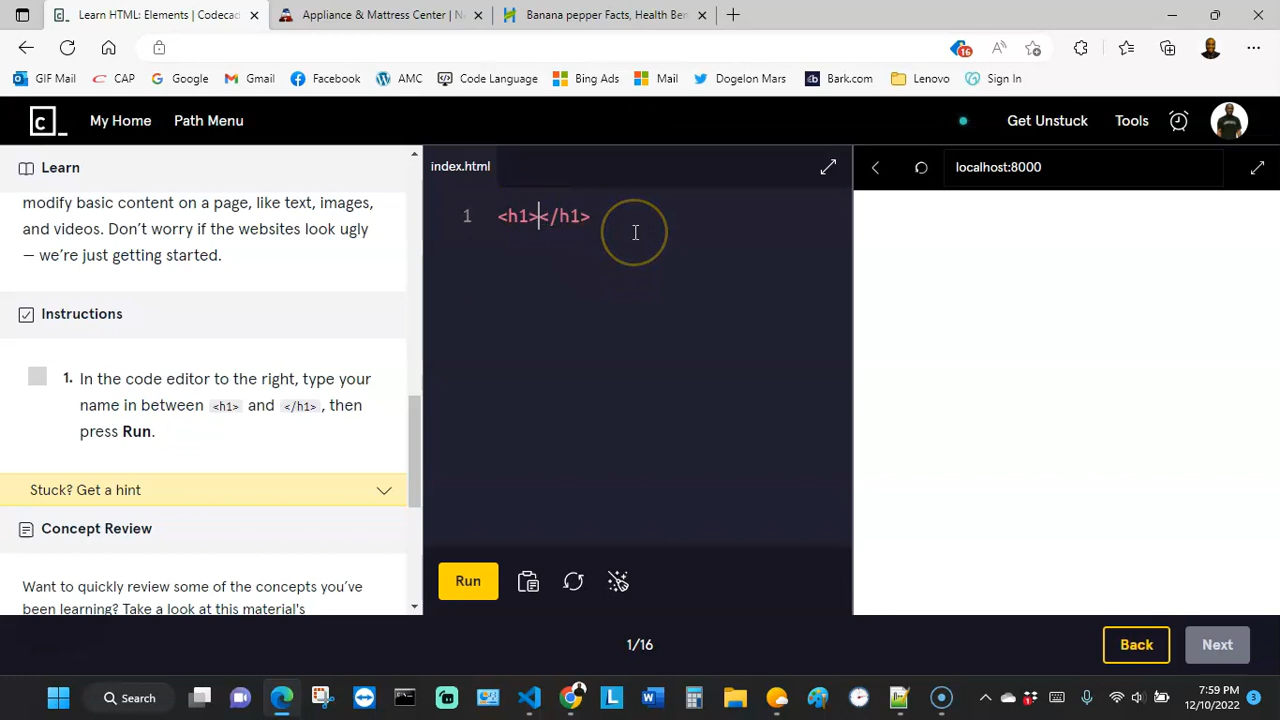 Learn HTML: Elements | Codecad
Appliance & Mattress Center | N
Banana pepper Facts, Health Ben
16
GIF Mail
CAP
Google
Gmail
Facebook
AMC
Code Language
Bing Ads
Mail
Dogelon Mars
Bark.com
Lenovo
Sign In
c_
My Home
Path Menu
Get Unstuck
Tools
Learn
index.html
localhost:8000
modify basic content on a page, like text, images,
and videos. Don't worry if the websites look ugly
— we're just getting started.
1
<h1></h1>
Instructions
1. In the code editor to the right, type your
name in between <h1> and </h1>, then
press Run.
Stuck? Get a hint
Concept Review
Want to quickly review some of the concepts you've
been learning? Take a look at this material's
Run
1/16
Back
Next
Search
7:59 PM
12/10/2022
3